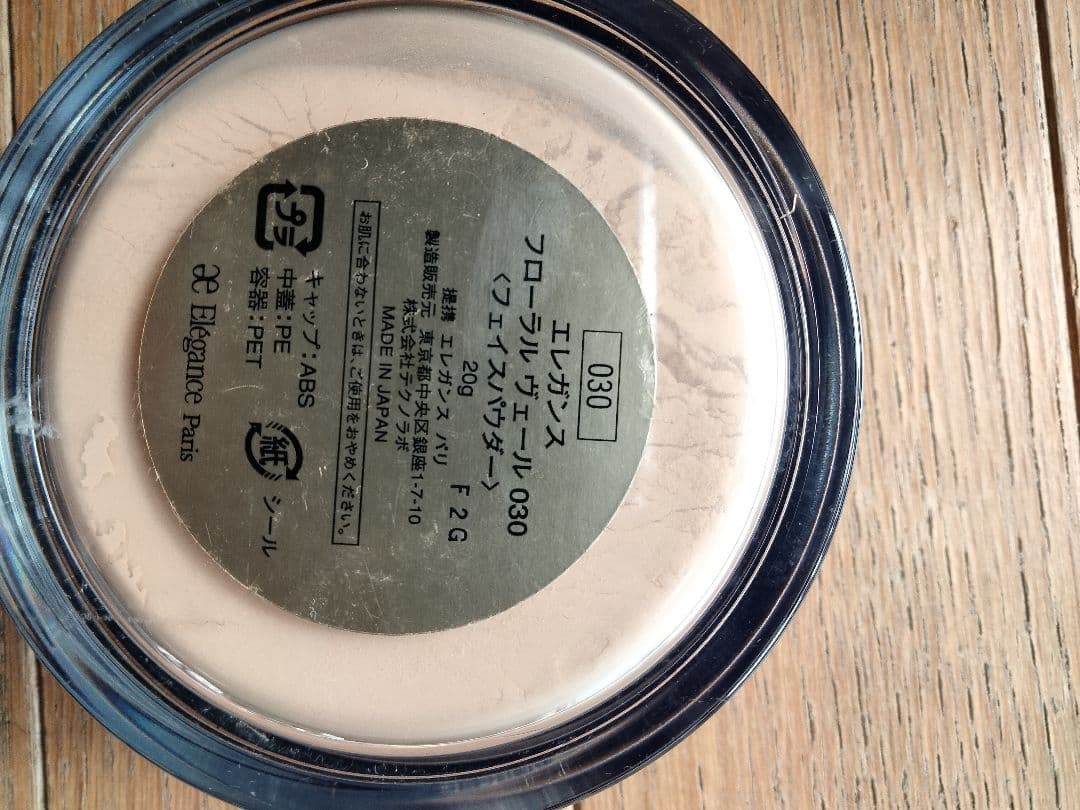 030
エレガンス
フローラル ヴェール 030
〈フェイスパウダー〉
20g
F 2 G
提携 エレガンス パリ
製造販売元 東京都中央区銀座1-7-10
株式会社テクノラボ
MADE IN JAPAN
お肌に合わないときは、ご使用をおやめください。
プラ
キャップ:ABS
中蓋:PE
容器:PET
紙
シール
Æ Elégance Paris